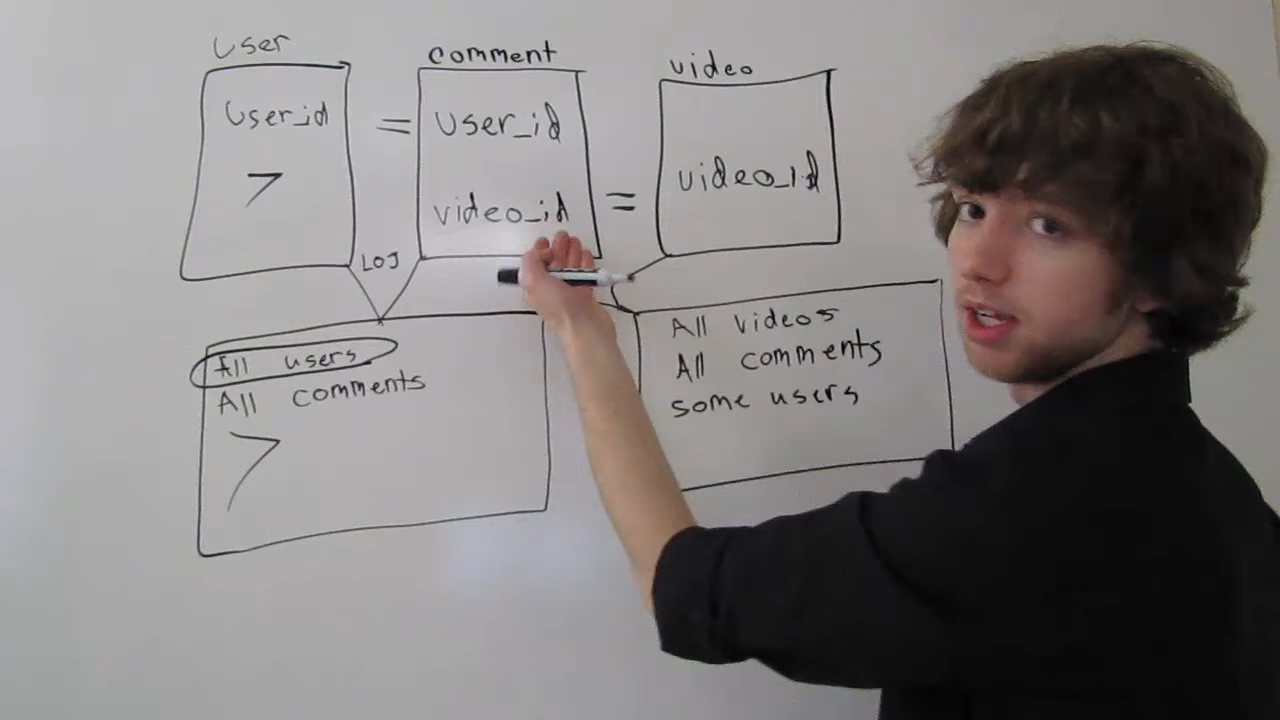 User
comment
video
User_id
=
User_id
video_id
7
video_id
=
LOJ
All users
All comments
7
All videos
All comments
some users